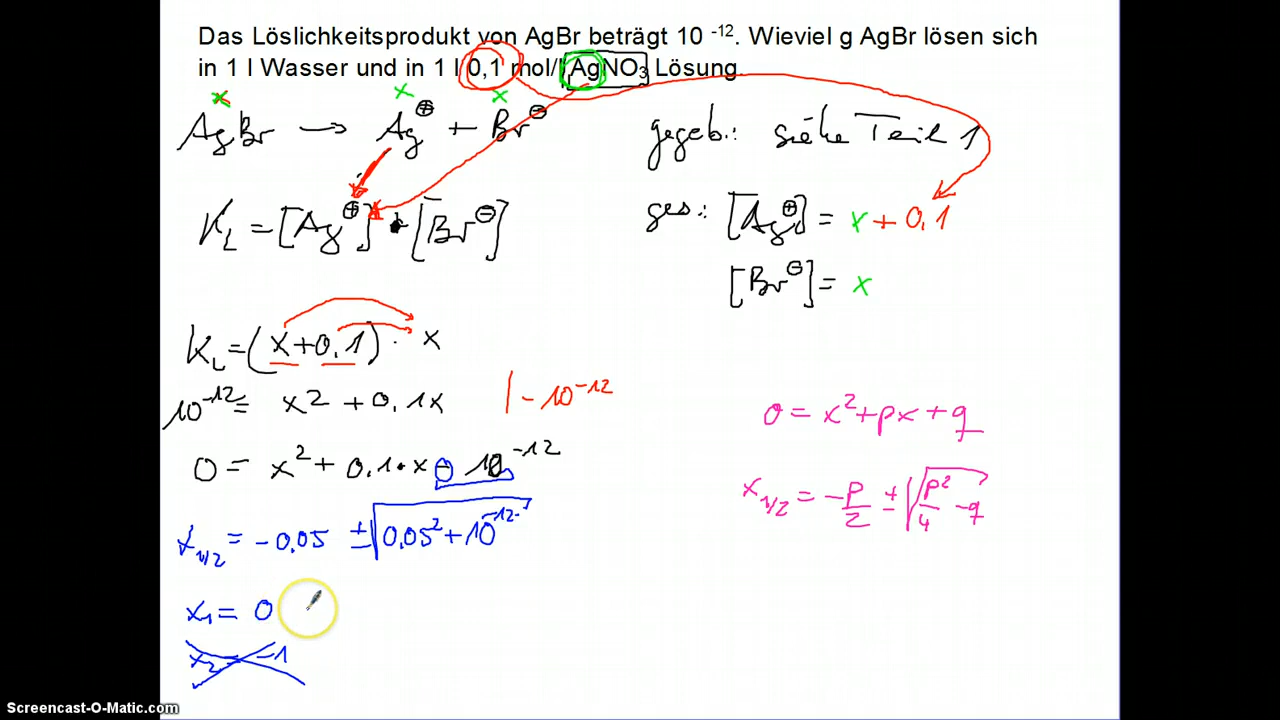 Das Löslichkeitsprodukt von AgBr beträgt 10 ⁻¹². Wieviel g AgBr lösen sich
in 1 l Wasser und in 1 l 0,1 mol/l AgNO₃ Lösung.
x x x
AgBr → Ag⊕ + Br⊖
gegeb.: siehe Teil 1
K_L = [Ag⊕] · [Br⊖]
ges.: [Ag⊕] = x + 0,1
[Br⊖] = x
K_L = (x+0,1) · x
10⁻¹² = x2 + 0.1x |- 10⁻¹²
0 = x²+px+q
0 = x² + 0.1·x - 10⁻¹²
x₁/₂ = -p/2 ± √(p²/4 -q)
x₁/₂ = -0,05 ± √(0,05²+10⁻¹²)
x₁ = 0
x₂ = -1
Screencast-O-Matic.com